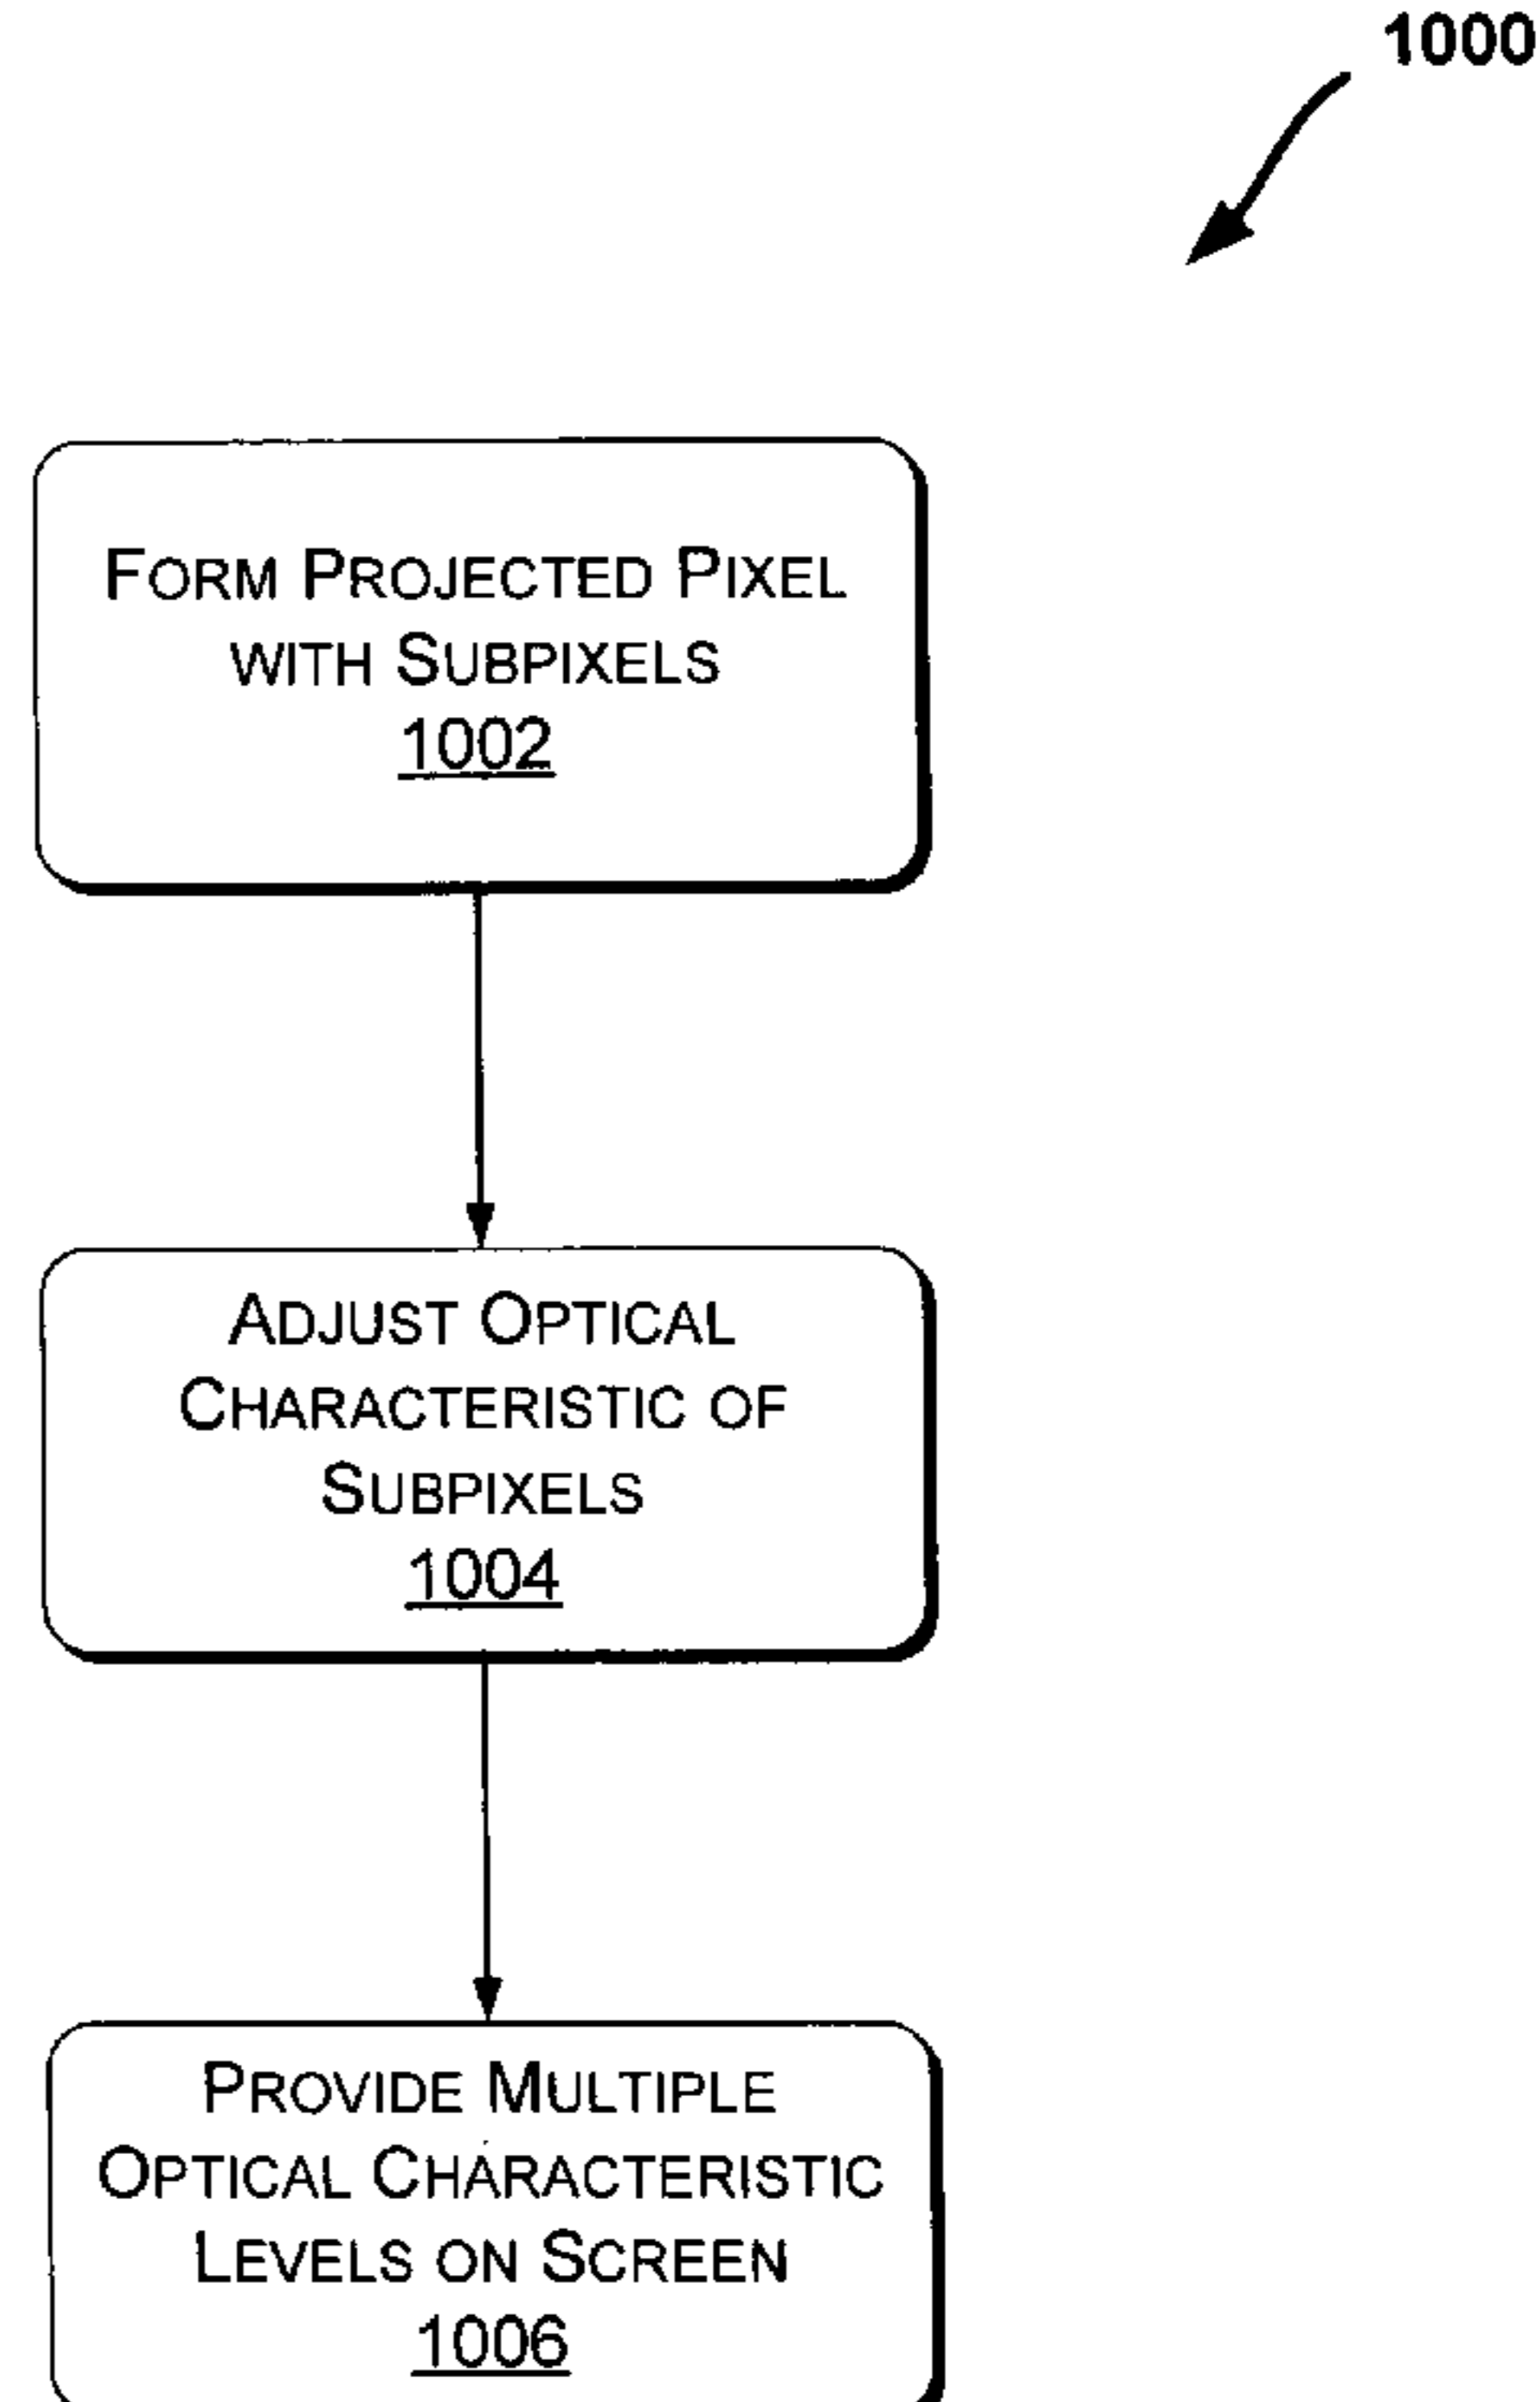 1000
FORM PROJECTED PIXEL
WITH SUBPIXELS
1002
ADJUST OPTICAL
CHARACTERISTIC OF
SUBPIXELS
1004
PROVIDE MULTIPLE
OPTICAL CHARACTERISTIC
LEVELS ON SCREEN
1006